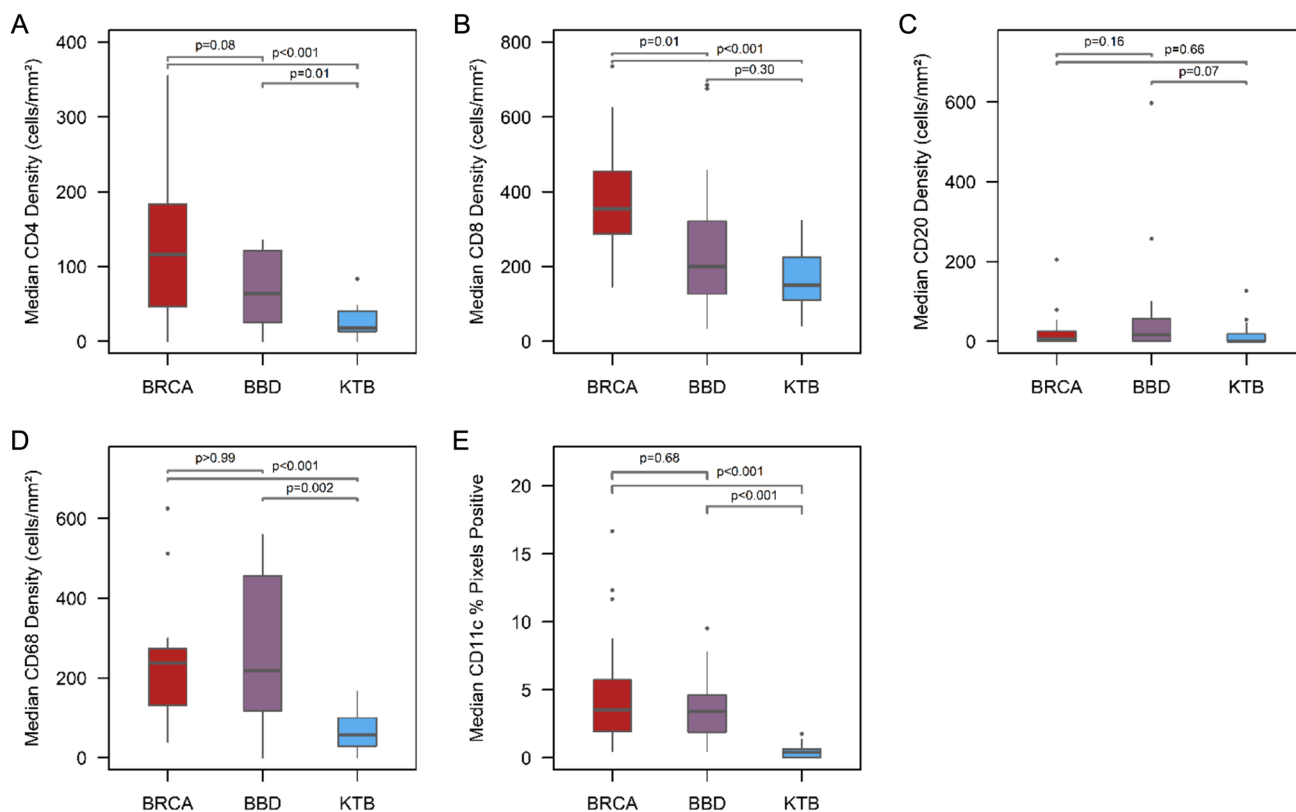 A
Median CD4 Density (cells/mm²)
400
300
200
100
0
p=0.08
p<0.001
p=0.01
BRCA BBD KTB
B
Median CD8 Density (cells/mm²)
800
600
400
200
0
p=0.01
p<0.001
p=0.30
BRCA BBD KTB
C
Median CD20 Density (cells/mm²)
600
400
200
0
p=0.16
p=0.66
p=0.07
BRCA BBD KTB
D
Median CD68 Density (cells/mm²)
600
400
200
0
p>0.99
p<0.001
p=0.002
BRCA BBD KTB
E
Median CD11c % Pixels Positive
20
15
10
5
0
p=0.68
p<0.001
p<0.001
BRCA BBD KTB